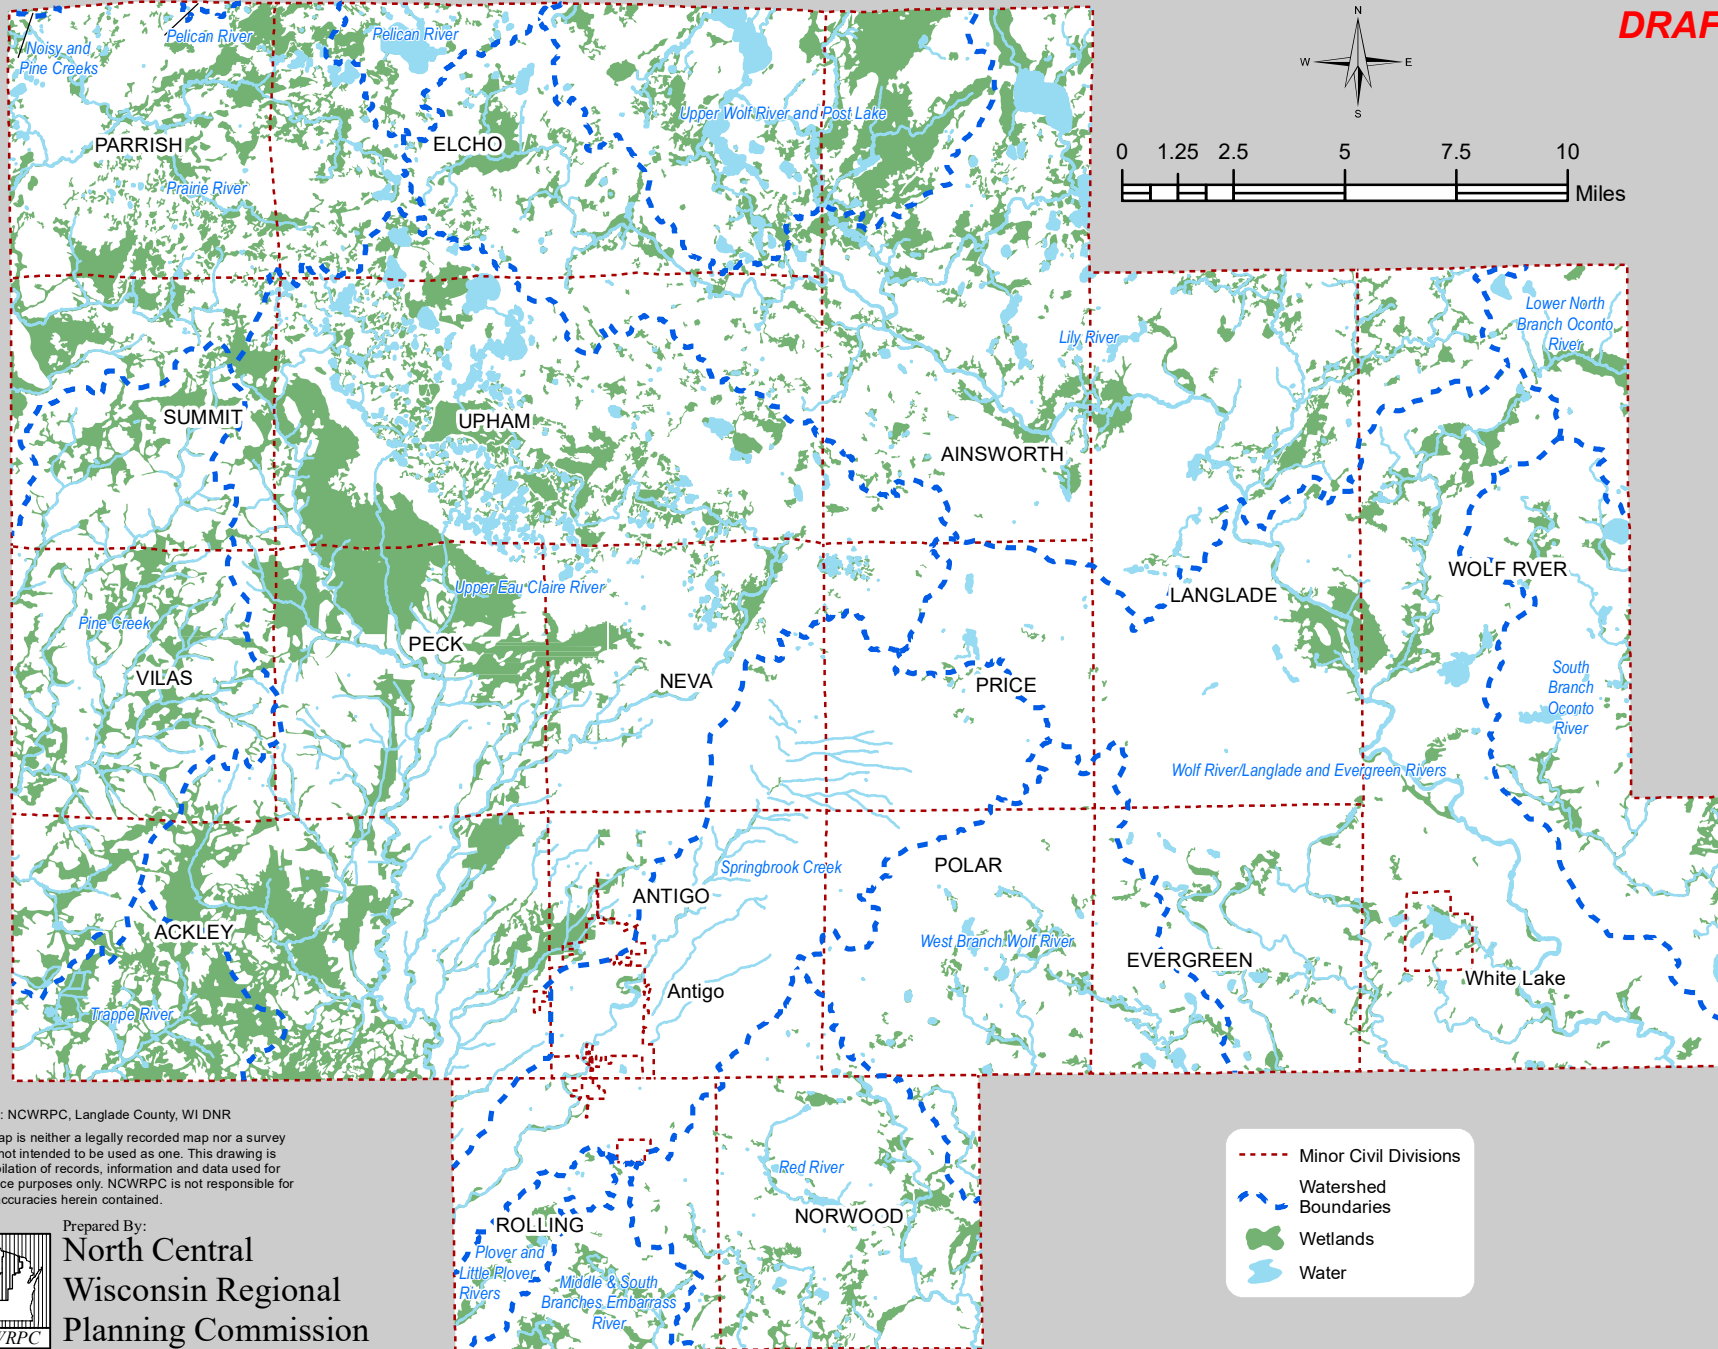 DRAF
N
W
E
S
0 1.25 2.5 5 7.5 10
Miles
Noisy and
Pine Creeks
Pelican River
Pelican River
Upper Wolf River and Post Lake
PARRISH
ELCHO
Prairie River
Lower North
Branch Oconto
River
Lily River
SUMMIT
UPHAM
AINSWORTH
Upper Eau Claire River
WOLF RVER
LANGLADE
Pine Creek
PECK
VILAS
NEVA
PRICE
South
Branch
Oconto
River
Wolf River/Langlade and Evergreen Rivers
Springbrook Creek
POLAR
ANTIGO
ACKLEY
West Branch Wolf River
EVERGREEN
White Lake
Antigo
Trappe River
Red River
NORWOOD
ROLLING
Plover and
Little Plover
Rivers
Middle & South
Branches Embarrass
River
: NCWRPC, Langlade County, WI DNR
ap is neither a legally recorded map nor a survey
not intended to be used as one. This drawing is
pilation of records, information and data used for
ce purposes only. NCWRPC is not responsible for
ccuracies herein contained.
Prepared By:
North Central
Wisconsin Regional
Planning Commission
WRPC
Minor Civil Divisions
Watershed
Boundaries
Wetlands
Water